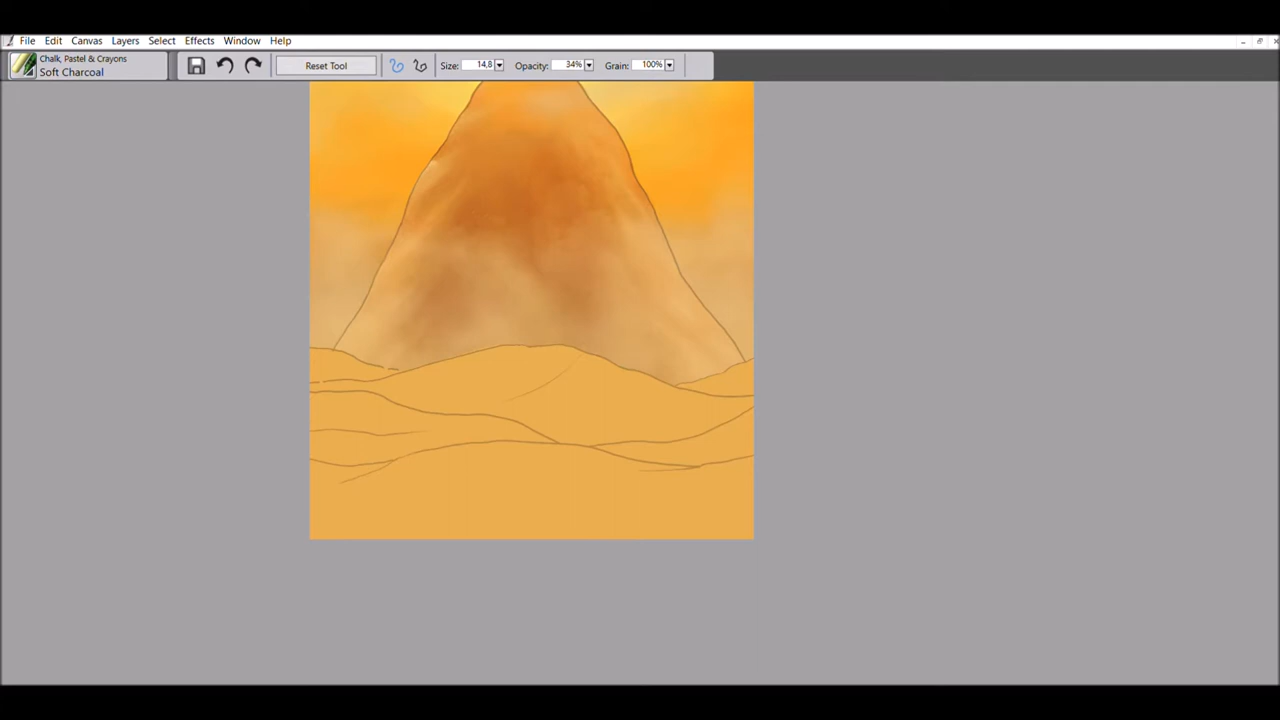 File Edit Canvas Layers Select Effects Window Help
Chalk, Pastel & Crayons
Soft Charcoal
Reset Tool Size: 14,8 Opacity: 34% Grain: 100%